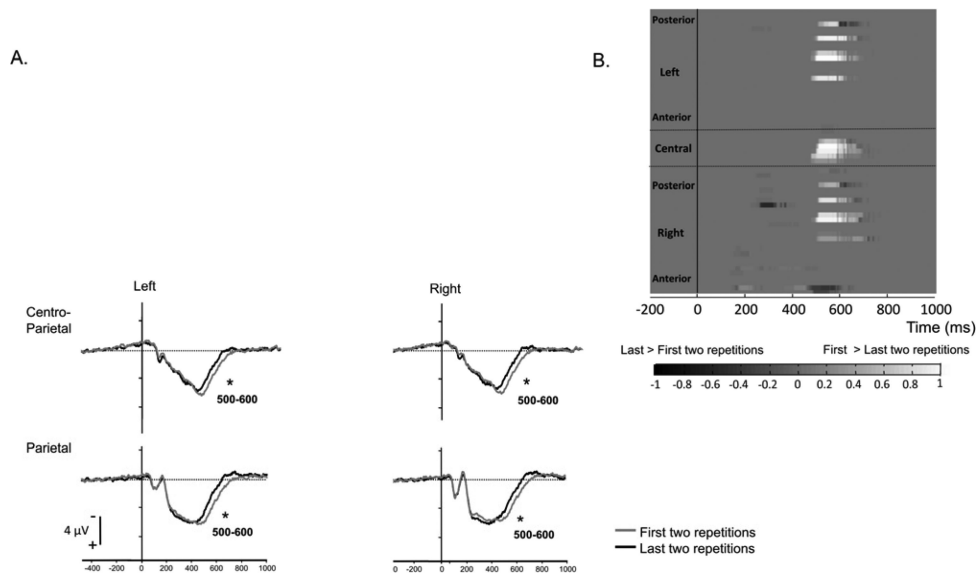 A.
Left
Right
Centro-
Parietal
*
500-600
*
500-600
Parietal
*
500-600
*
500-600
4 µV
-
+
-400 -200 0 200 400 600 800 1000
0 -200 0 200 400 600 800 1000
First two repetitions
Last two repetitions
B.
Posterior
Left
Anterior
Central
Posterior
Right
Anterior
-200 0 200 400 600 800 1000
Time (ms)
Last > First two repetitions
First > Last two repetitions
-1 -0.8 -0.6 -0.4 -0.2 0 0.2 0.4 0.6 0.8 1